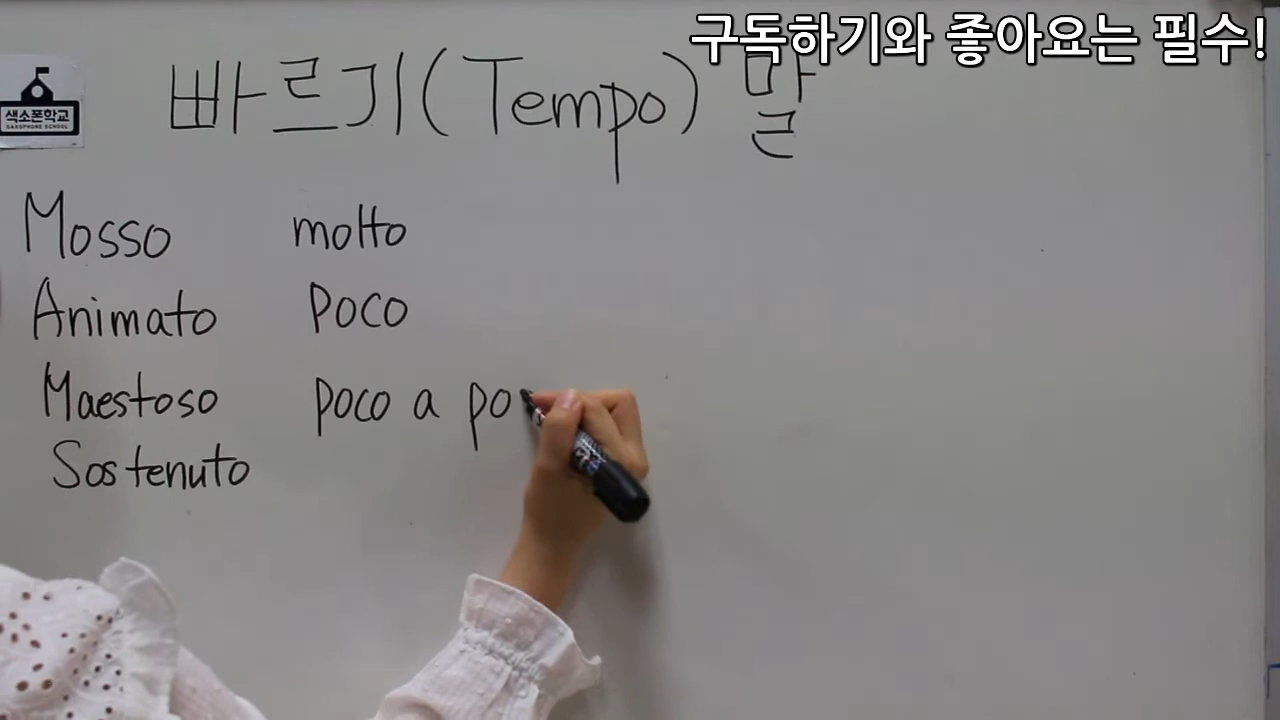 구독하기와 좋아요는 필수!
색소폰학교
SAXOPHONE SCHOOL
빠르기(Tempo) 말
Mosso molto
Animato poco
Maestoso poco a po
Sostenuto